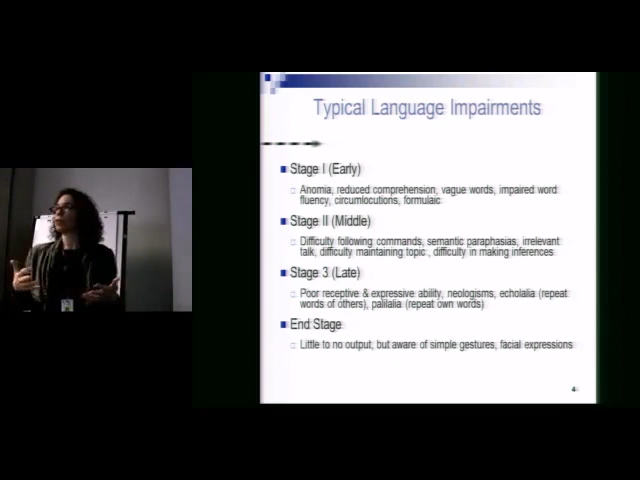 Typical Language Impairments
Stage I (Early)
Anomia, reduced comprehension, vague words, impaired word
fluency, circumlocutions, formulaic
Stage II (Middle)
Difficulty following commands, semantic paraphasias, irrelevant
talk, difficulty maintaining topic , difficulty in making inferences
Stage 3 (Late)
Poor receptive & expressive ability, neologisms, echolalia (repeat
words of others), palilalia (repeat own words)
End Stage
Little to no output, but aware of simple gestures, facial expressions
4